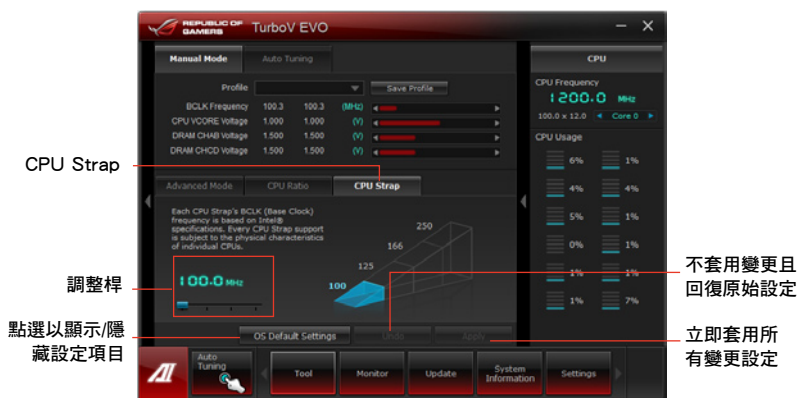 REPUBLIC OF
GAMERS
TurboV EVO
Manual Mode
Auto Tuning
Profile
Save Profile
BCLK Frequency 100.3 100.3 (MHz)
CPU VCORE Voltage 1.000 1.000 (V)
DRAM CHAB Voltage 1.500 1.500 (V)
DRAM CHCD Voltage 1.500 1.500 (V)
CPU Strap
Advanced Mode
CPU Ratio
CPU Strap
Each CPU Strap's BCLK (Base Clock)
frequency is based on Intel®
specifications. Every CPU Strap support
is subject to the physical characteristics
of individual CPUs.
調整桿
100.0 MHz
100
125
166
250
點選以顯示/隱
藏設定項目
OS Default Settings
Undo
Apply
CPU
CPU Frequency
1200.0 MHz
100.0 x 12.0 Core 0
CPU Usage
6% 1%
4% 4%
5% 1%
0% 1%
1% 1%
1% 7%
不套用變更且
回復原始設定
立即套用所
有變更設定
AI
Auto
Tuning
Tool
Monitor
Update
System
Information
Settings